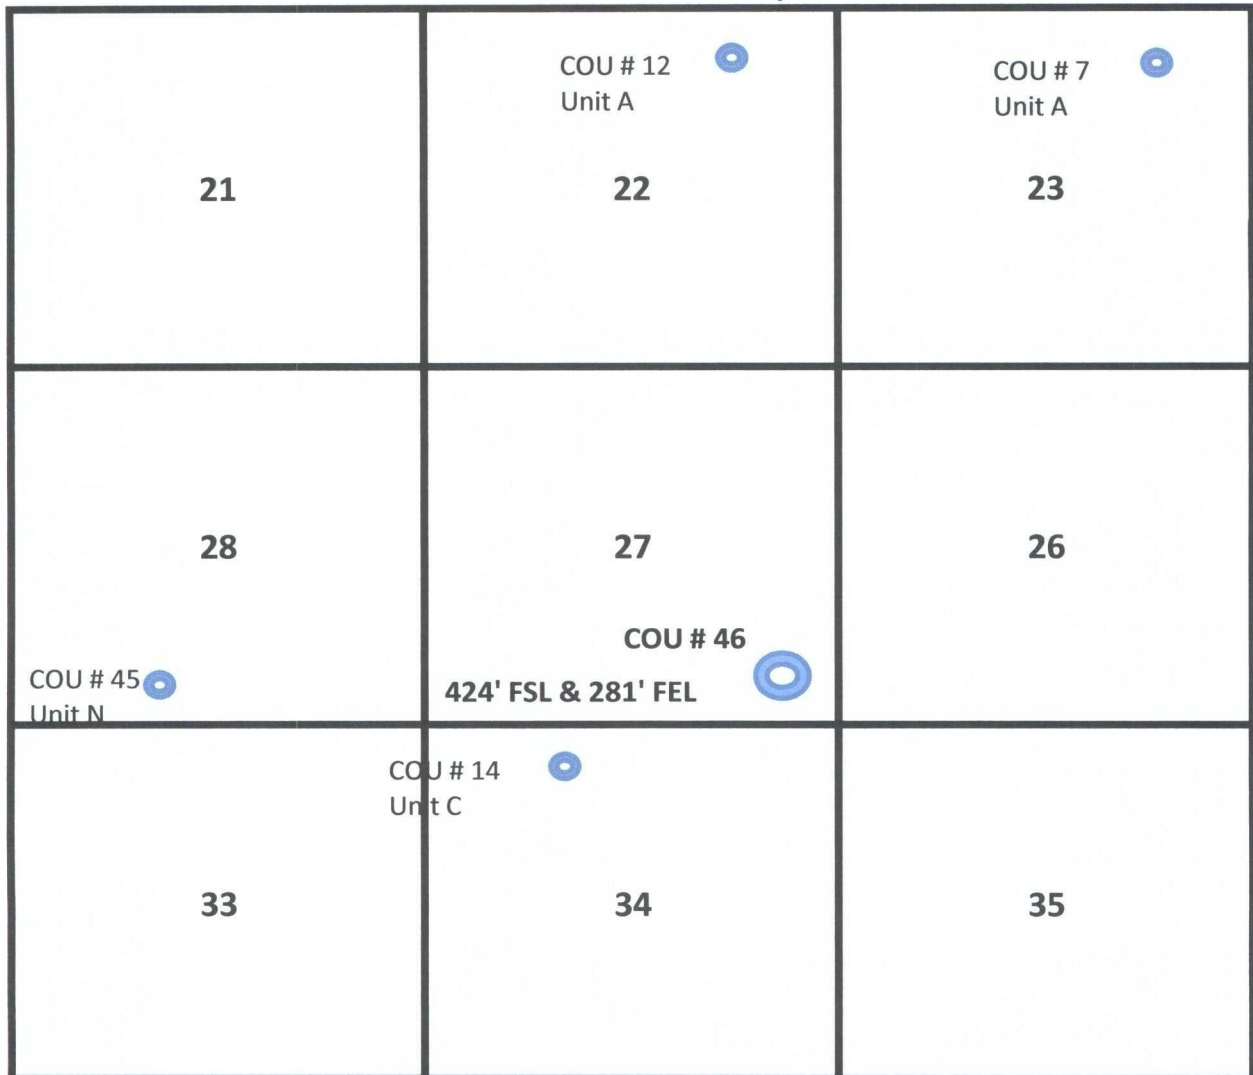 COU # 12
Unit A
COU # 7
Unit A
21
22
23
28
27
26
COU # 46
COU # 45
Unit N
424' FSL & 281' FEL
COU # 14
Unit C
33
34
35